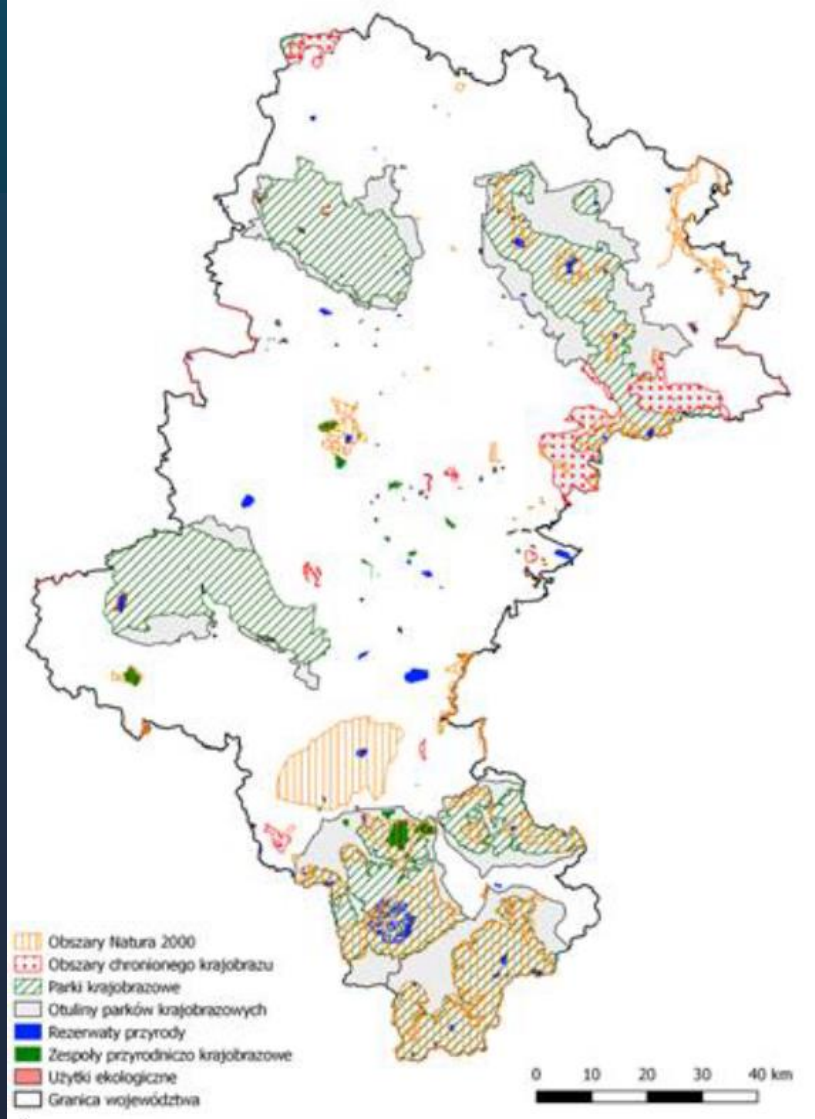 Obszary Natura 2000
Obszary chronionego krajobrazu
Parki krajobrazowe
Otuliny parków krajobrazowych
Rezerwaty przyrody
Zespoły przyrodniczo krajobrazowe
Użytki ekologiczne
Granica województwa
0 10 20 30 40 km